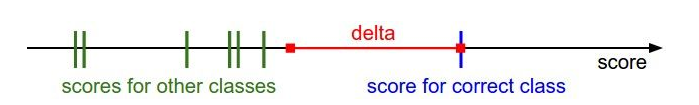 delta
score
scores for other classes
score for correct class